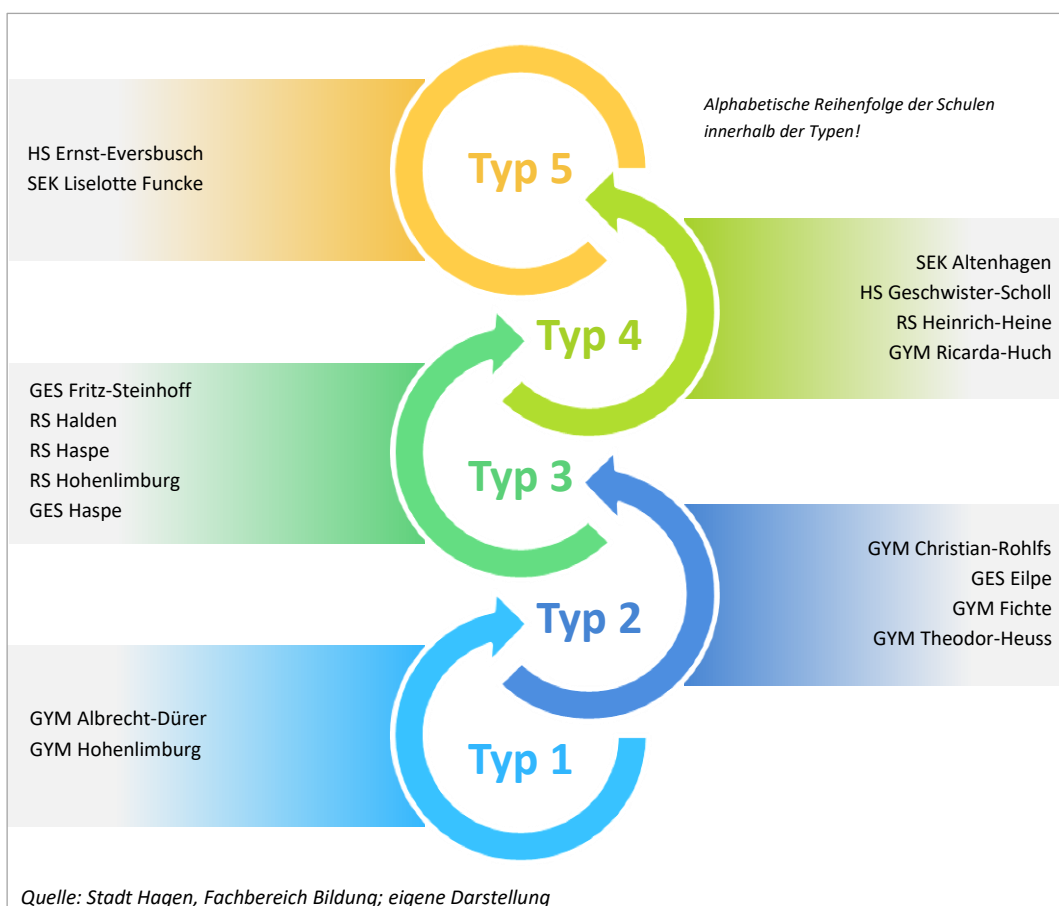 Alphabetische Reihenfolge der Schulen
innerhalb der Typen!
HS Ernst-Eversbusch
SEK Liselotte Funcke
Typ 5
SEK Altenhagen
HS Geschwister-Scholl
RS Heinrich-Heine
GYM Ricarda-Huch
Typ 4
GES Fritz-Steinhoff
RS Halden
RS Haspe
RS Hohenlimburg
GES Haspe
Typ 3
GYM Christian-Rohlfs
GES Eilpe
GYM Fichte
GYM Theodor-Heuss
Typ 2
GYM Albrecht-Dürer
GYM Hohenlimburg
Typ 1
Quelle: Stadt Hagen, Fachbereich Bildung; eigene Darstellung